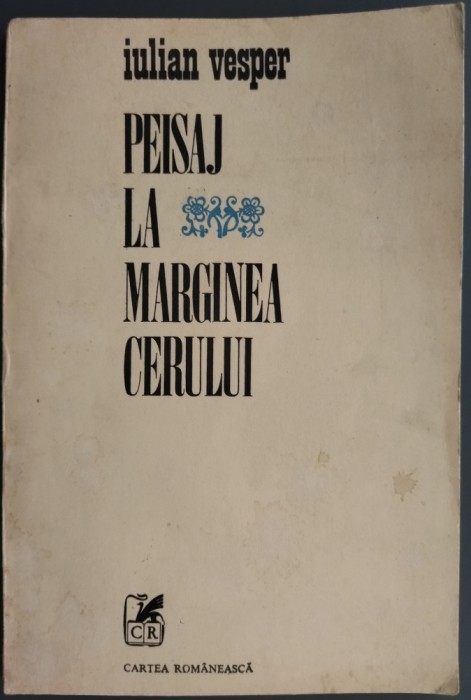 iulian vesper
PEISAJ
LA
MARGINEA
CERULUI
CR
CARTEA ROMÂNEASCĂ